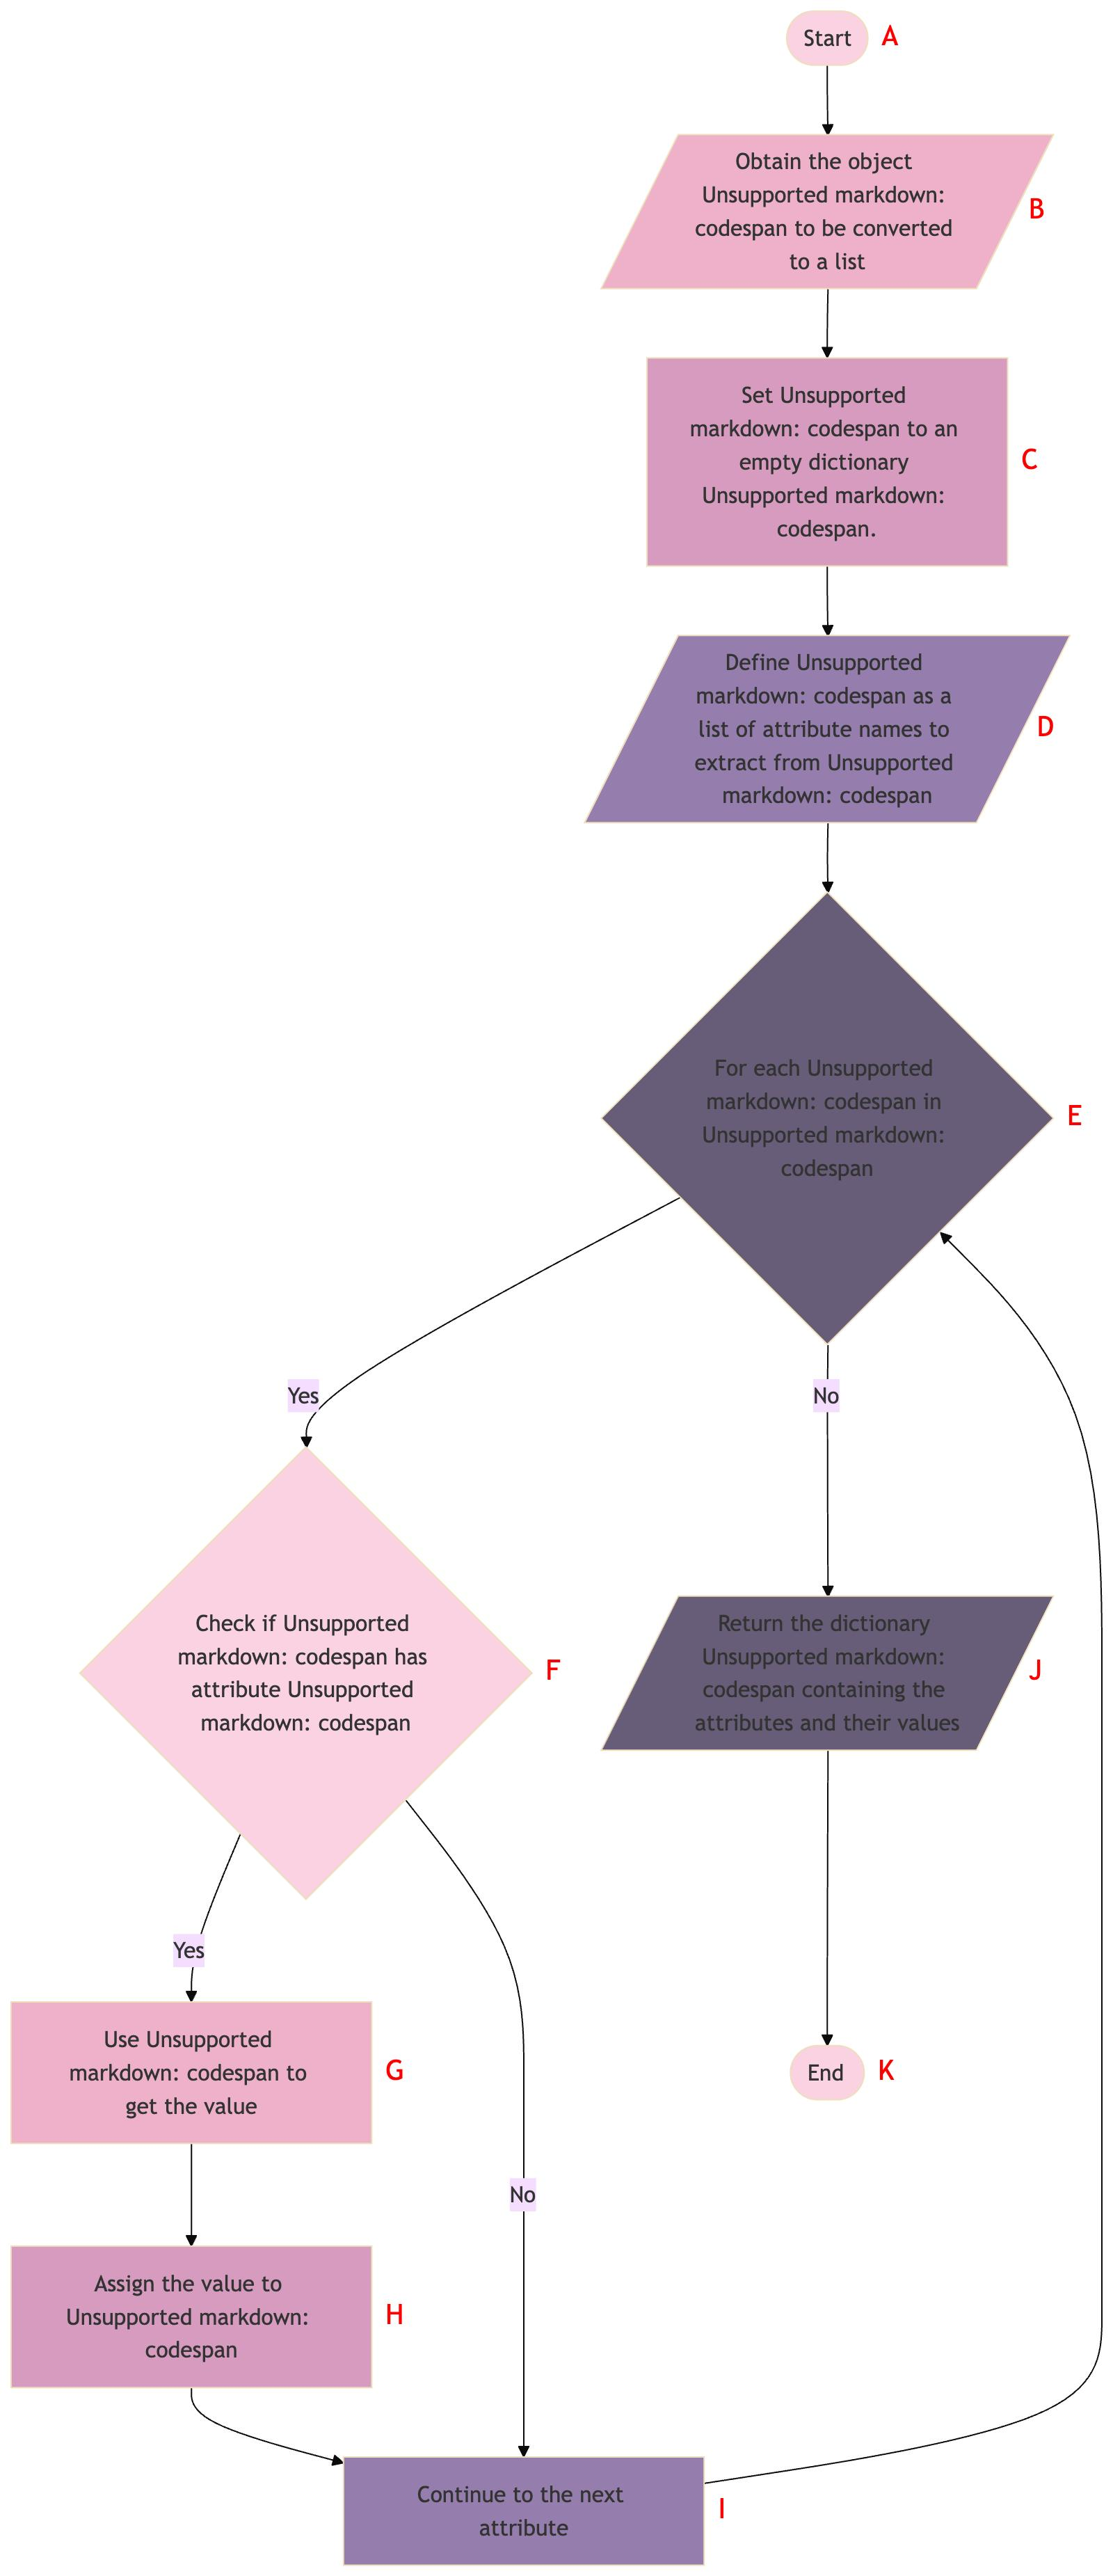 Start
A
Obtain the object
Unsupported markdown:
codespan to be converted
to a list
B
Set Unsupported
markdown: codespan to an
empty dictionary
Unsupported markdown:
codespan.
C
Define Unsupported
markdown: codespan as a
list of attribute names to
extract from Unsupported
markdown: codespan
D
For each Unsupported
markdown: codespan in
Unsupported markdown:
codespan
E
Yes
No
Check if Unsupported
markdown: codespan has
attribute Unsupported
markdown: codespan
F
Return the dictionary
Unsupported markdown:
codespan containing the
attributes and their values
J
Yes
Use Unsupported
markdown: codespan to
get the value
G
End
K
No
Assign the value to
Unsupported markdown:
codespan
H
Continue to the next
attribute
I